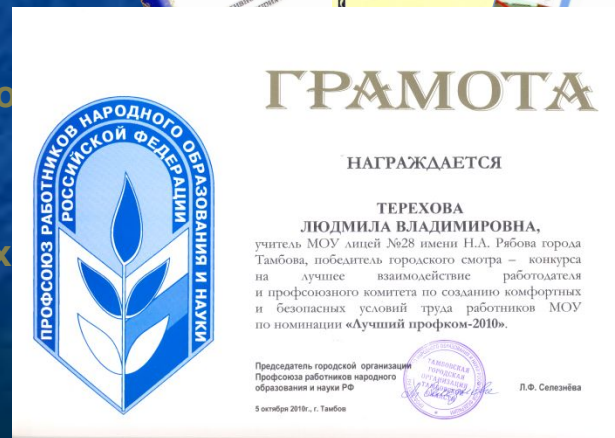 ПРОФСОЮЗ РАБОТНИКОВ НАРОДНОГО ОБРАЗОВАНИЯ И НАУКИ
РОССИЙСКОЙ ФЕДЕРАЦИИ
ГРАМОТА
НАГРАЖДАЕТСЯ
ТЕРЕХОВА
ЛЮДМИЛА ВЛАДИМИРОВНА,
учитель МОУ лицей №28 имени Н.А. Рябова города
Тамбова, победитель городского смотра – конкурса
на лучшее взаимодействие работодателя
и профсоюзного комитета по созданию комфортных
и безопасных условий труда работников МОУ
по номинации «Лучший профком-2010».
Председатель городской организации
Профсоюза работников народного
образования и науки РФ
Л.Ф. Селезнёва
5 октября 2010г., г. Тамбов
ТАМБОВСКАЯ
ГОРОДСКАЯ
ОРГАНИЗАЦИЯ